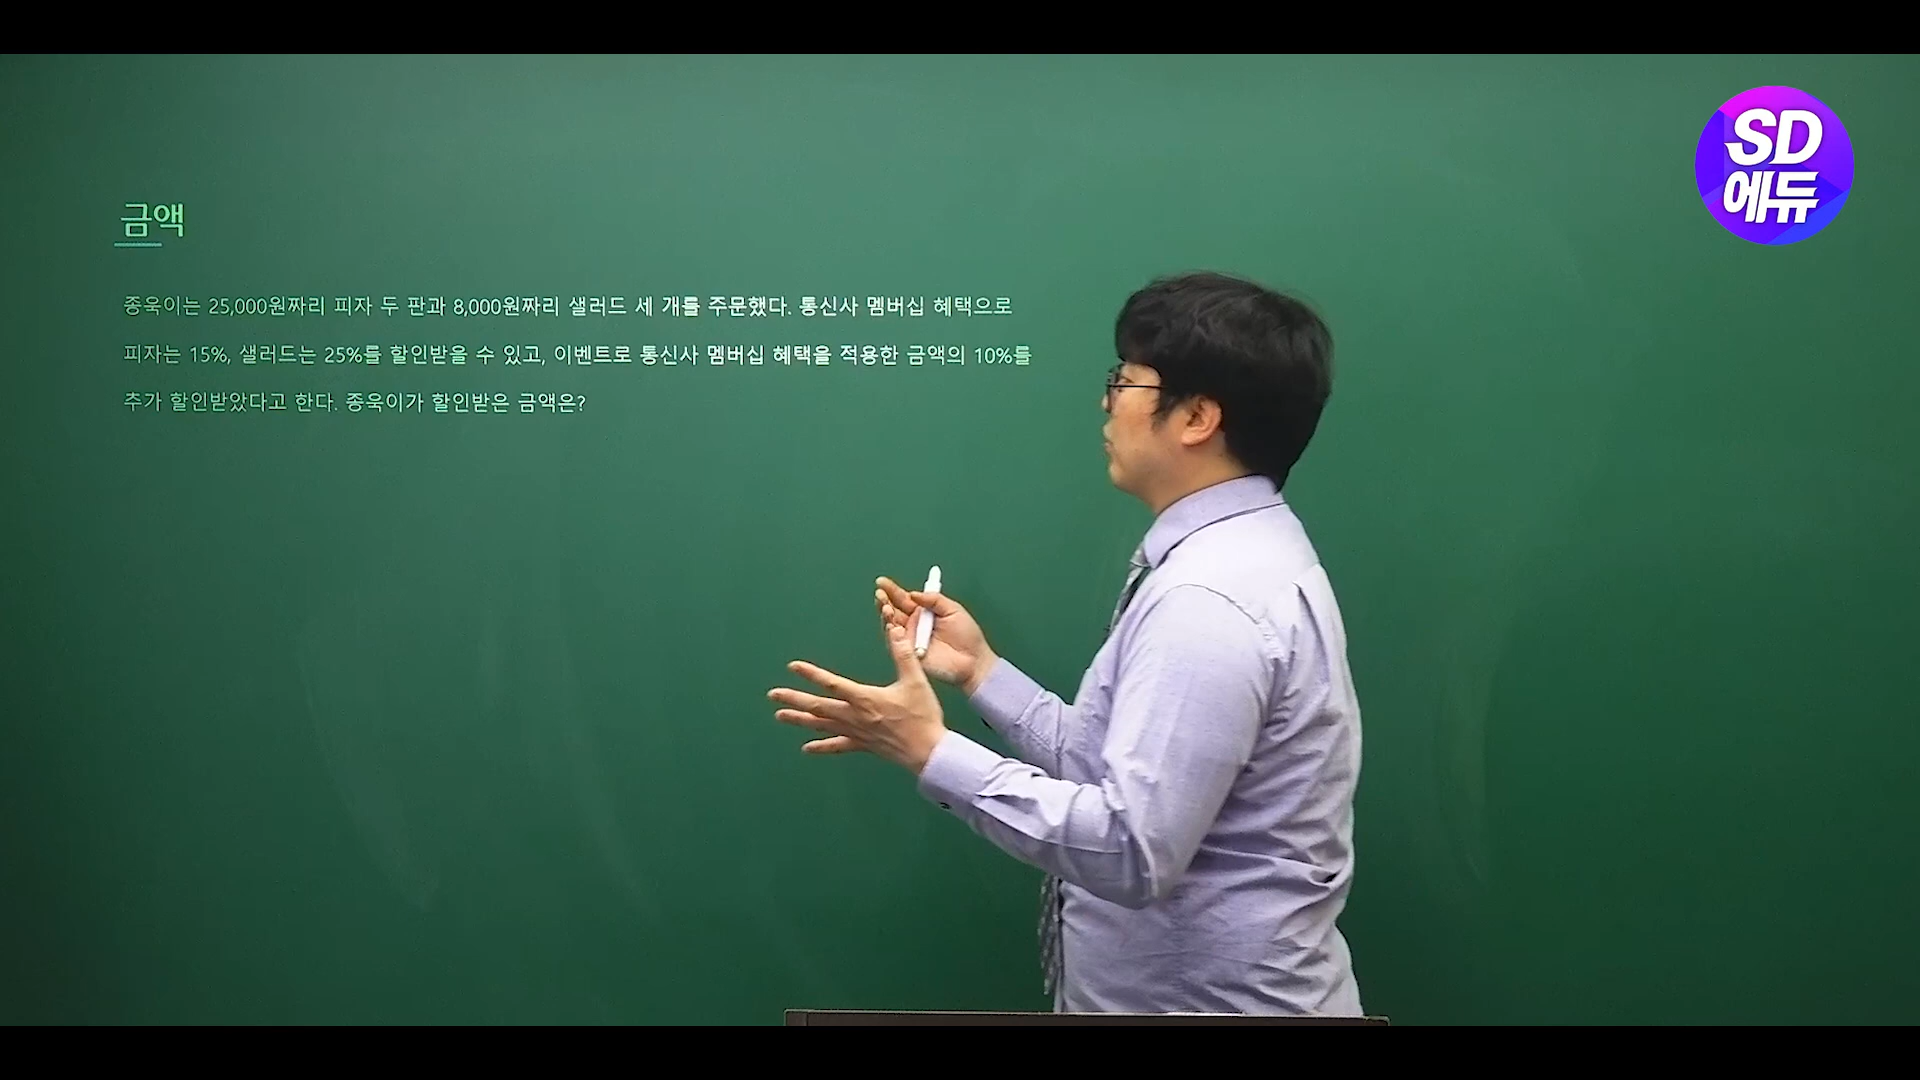 SD
에듀
금액
종욱이는 25,000원짜리 피자 두 판과 8,000원짜리 샐러드 세 개를 주문했다. 통신사 멤버십 혜택으로
피자는 15%, 샐러드는 25%를 할인받을 수 있고, 이벤트로 통신사 멤버십 혜택을 적용한 금액의 10%를
추가 할인받았다고 한다. 종욱이가 할인받은 금액은?